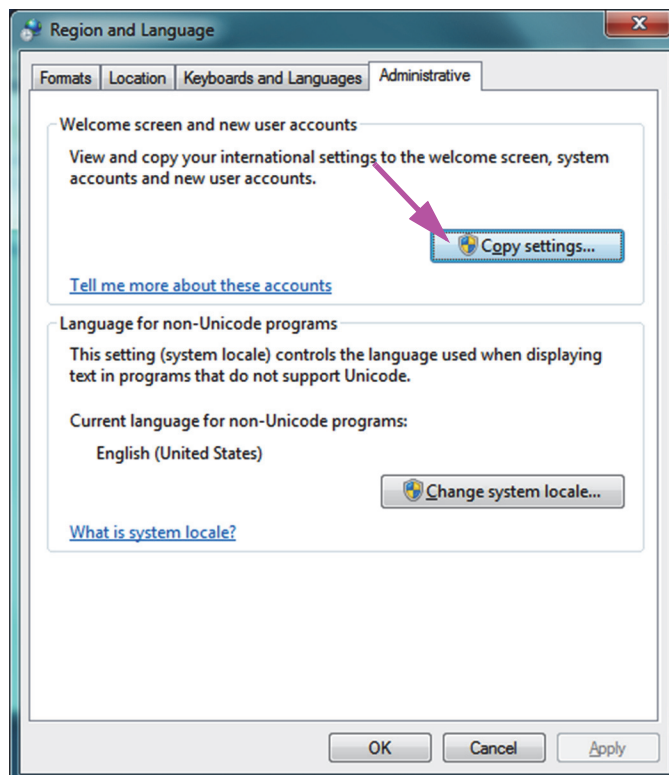 Region and Language
Formats Location Keyboards and Languages Administrative
Welcome screen and new user accounts
View and copy your international settings to the welcome screen, system
accounts and new user accounts.
Copy settings...
Tell me more about these accounts
Language for non-Unicode programs
This setting (system locale) controls the language used when displaying
text in programs that do not support Unicode.
Current language for non-Unicode programs:
English (United States)
Change system locale...
What is system locale?
OK Cancel Apply